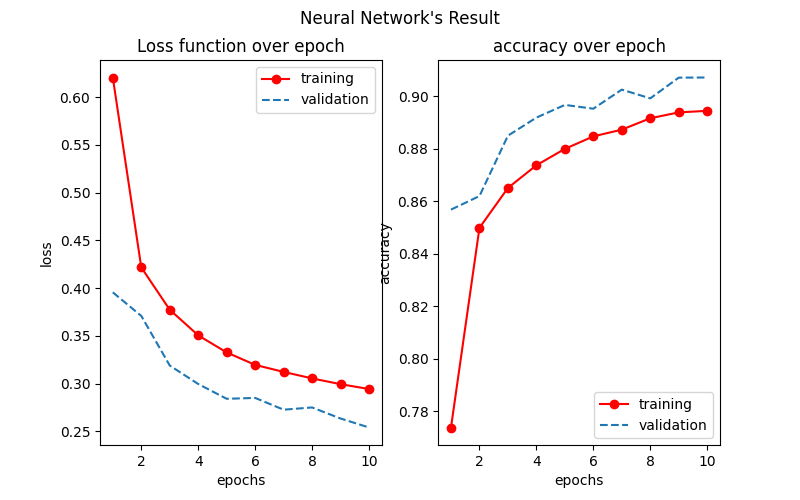 Neural Network's Result
Loss function over epoch
training
validation
0.60
0.55
0.50
0.45
0.40
0.35
0.30
0.25
loss
2 4 6 8 10
epochs
accuracy over epoch
0.90
0.88
0.86
0.84
0.82
0.80
0.78
accuracy
training
validation
2 4 6 8 10
epochs